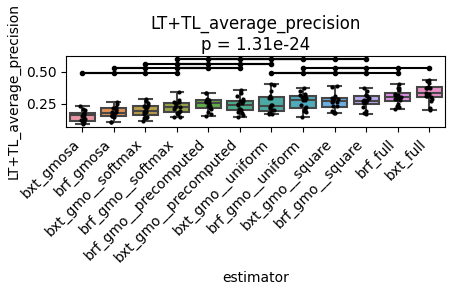 LT+TL_average_precision
p = 1.31e-24
LT+TL_average_precision
0.50
0.25
bxt_gmosa
brf_gmosa
bxt_gmo__softmax
brf_gmo__softmax
brf_gmo__precomputed
bxt_gmo__precomputed
bxt_gmo__uniform
brf_gmo__uniform
bxt_gmo__square
brf_gmo__square
brf_full
bxt_full
estimator